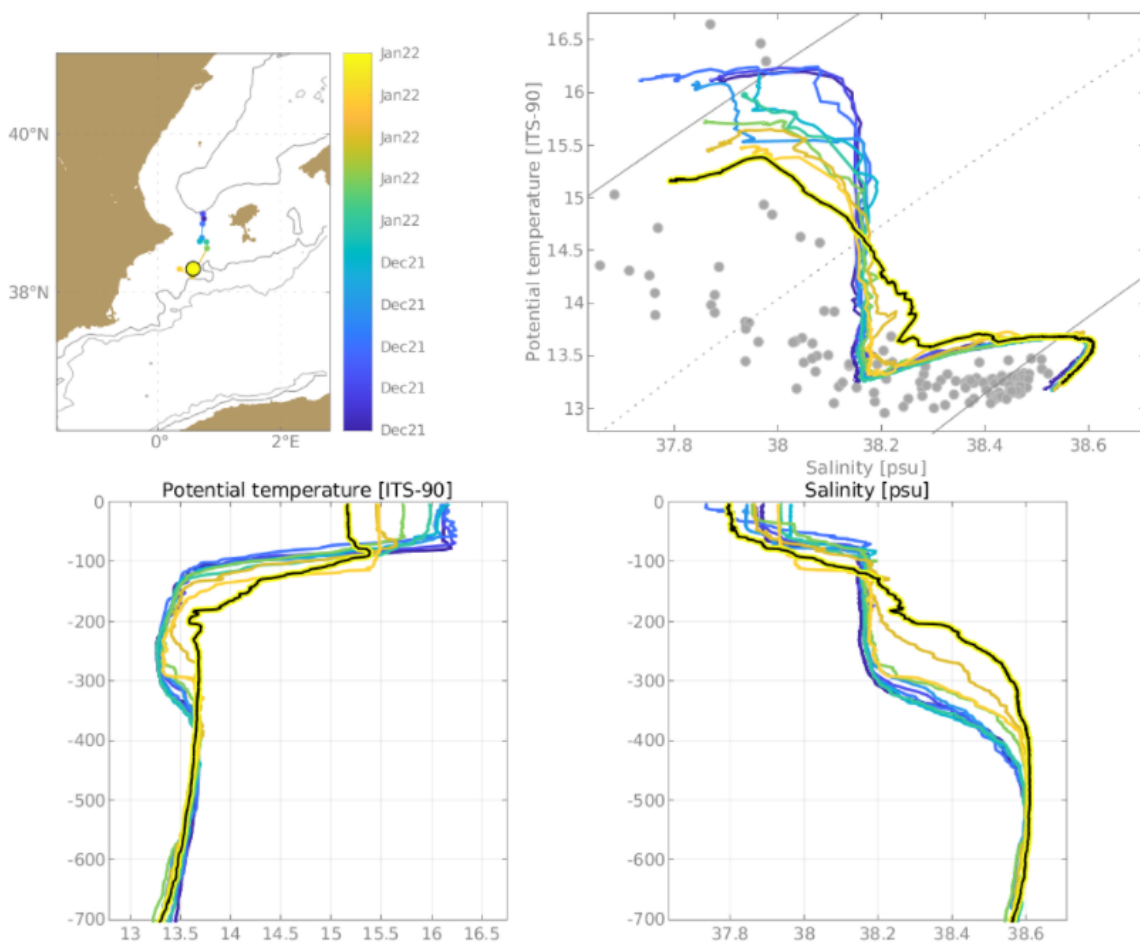 Jan22
Jan22
Jan22
Jan22
Jan22
Dec21
Dec21
Dec21
Dec21
Dec21
40°N
38°N
0°
2°E
Potential temperature [ITS-90]
16.5
16
15.5
15
14.5
14
13.5
13
37.8
38
38.2
38.4
38.6
Salinity [psu]
Potential temperature [ITS-90]
0
-100
-200
-300
-400
-500
-600
-700
13
13.5
14
14.5
15
15.5
16
16.5
Salinity [psu]
0
-100
-200
-300
-400
-500
-600
-700
37.8
38
38.2
38.4
38.6